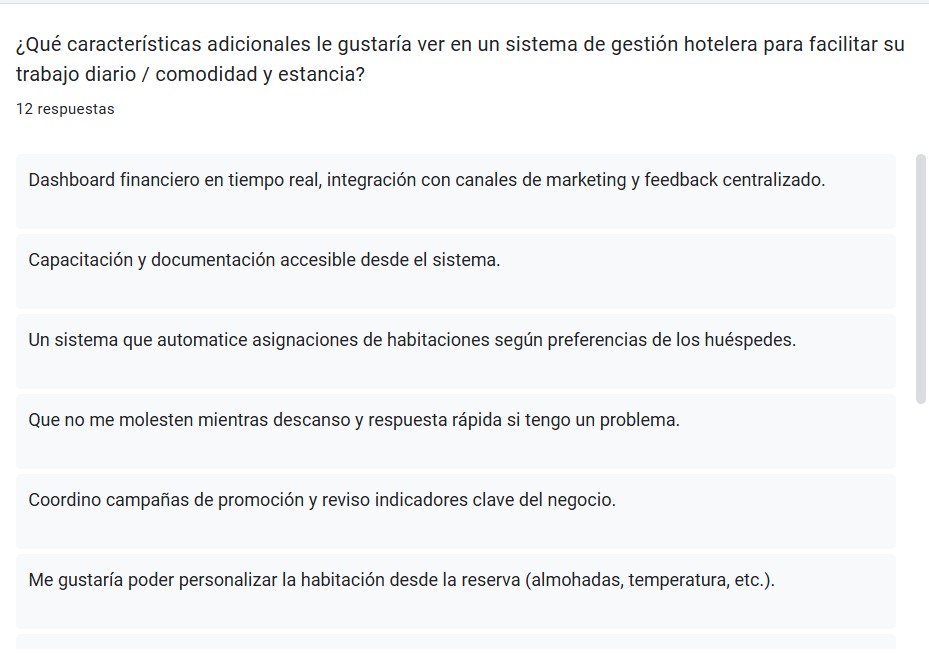 ¿Qué características adicionales le gustaría ver en un sistema de gestión hotelera para facilitar su
trabajo diario / comodidad y estancia?
12 respuestas
Dashboard financiero en tiempo real, integración con canales de marketing y feedback centralizado.
Capacitación y documentación accesible desde el sistema.
Un sistema que automatice asignaciones de habitaciones según preferencias de los huéspedes.
Que no me molesten mientras descanso y respuesta rápida si tengo un problema.
Coordino campañas de promoción y reviso indicadores clave del negocio.
Me gustaría poder personalizar la habitación desde la reserva (almohadas, temperatura, etc.).